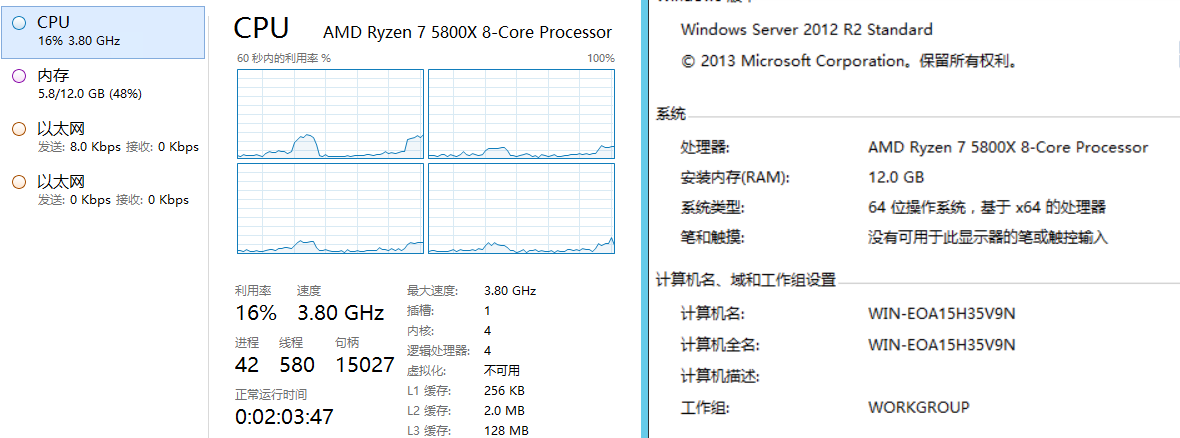 CPU
16% 3.80 GHz
内存
5.8/12.0 GB (48%)
以太网
发送: 8.0 Kbps 接收: 0 Kbps
以太网
发送: 0 Kbps 接收: 0 Kbps
CPU
AMD Ryzen 7 5800X 8-Core Processor
60 秒内的利用率 %
100%
利用率
速度
16%
3.80 GHz
进程
线程
句柄
42
580
15027
正常运行时间
0:02:03:47
最大速度: 3.80 GHz
插槽: 1
内核: 4
逻辑处理器: 4
虚拟化: 不可用
L1 缓存: 256 KB
L2 缓存: 2.0 MB
L3 缓存: 128 MB
Windows Server 2012 R2 Standard
© 2013 Microsoft Corporation。保留所有权利。
系统
处理器: AMD Ryzen 7 5800X 8-Core Processor
安装内存(RAM): 12.0 GB
系统类型: 64 位操作系统，基于 x64 的处理器
笔和触摸: 没有可用于此显示器的笔或触控输入
计算机名、域和工作组设置
计算机名: WIN-EOA15H35V9N
计算机全名: WIN-EOA15H35V9N
计算机描述:
工作组: WORKGROUP